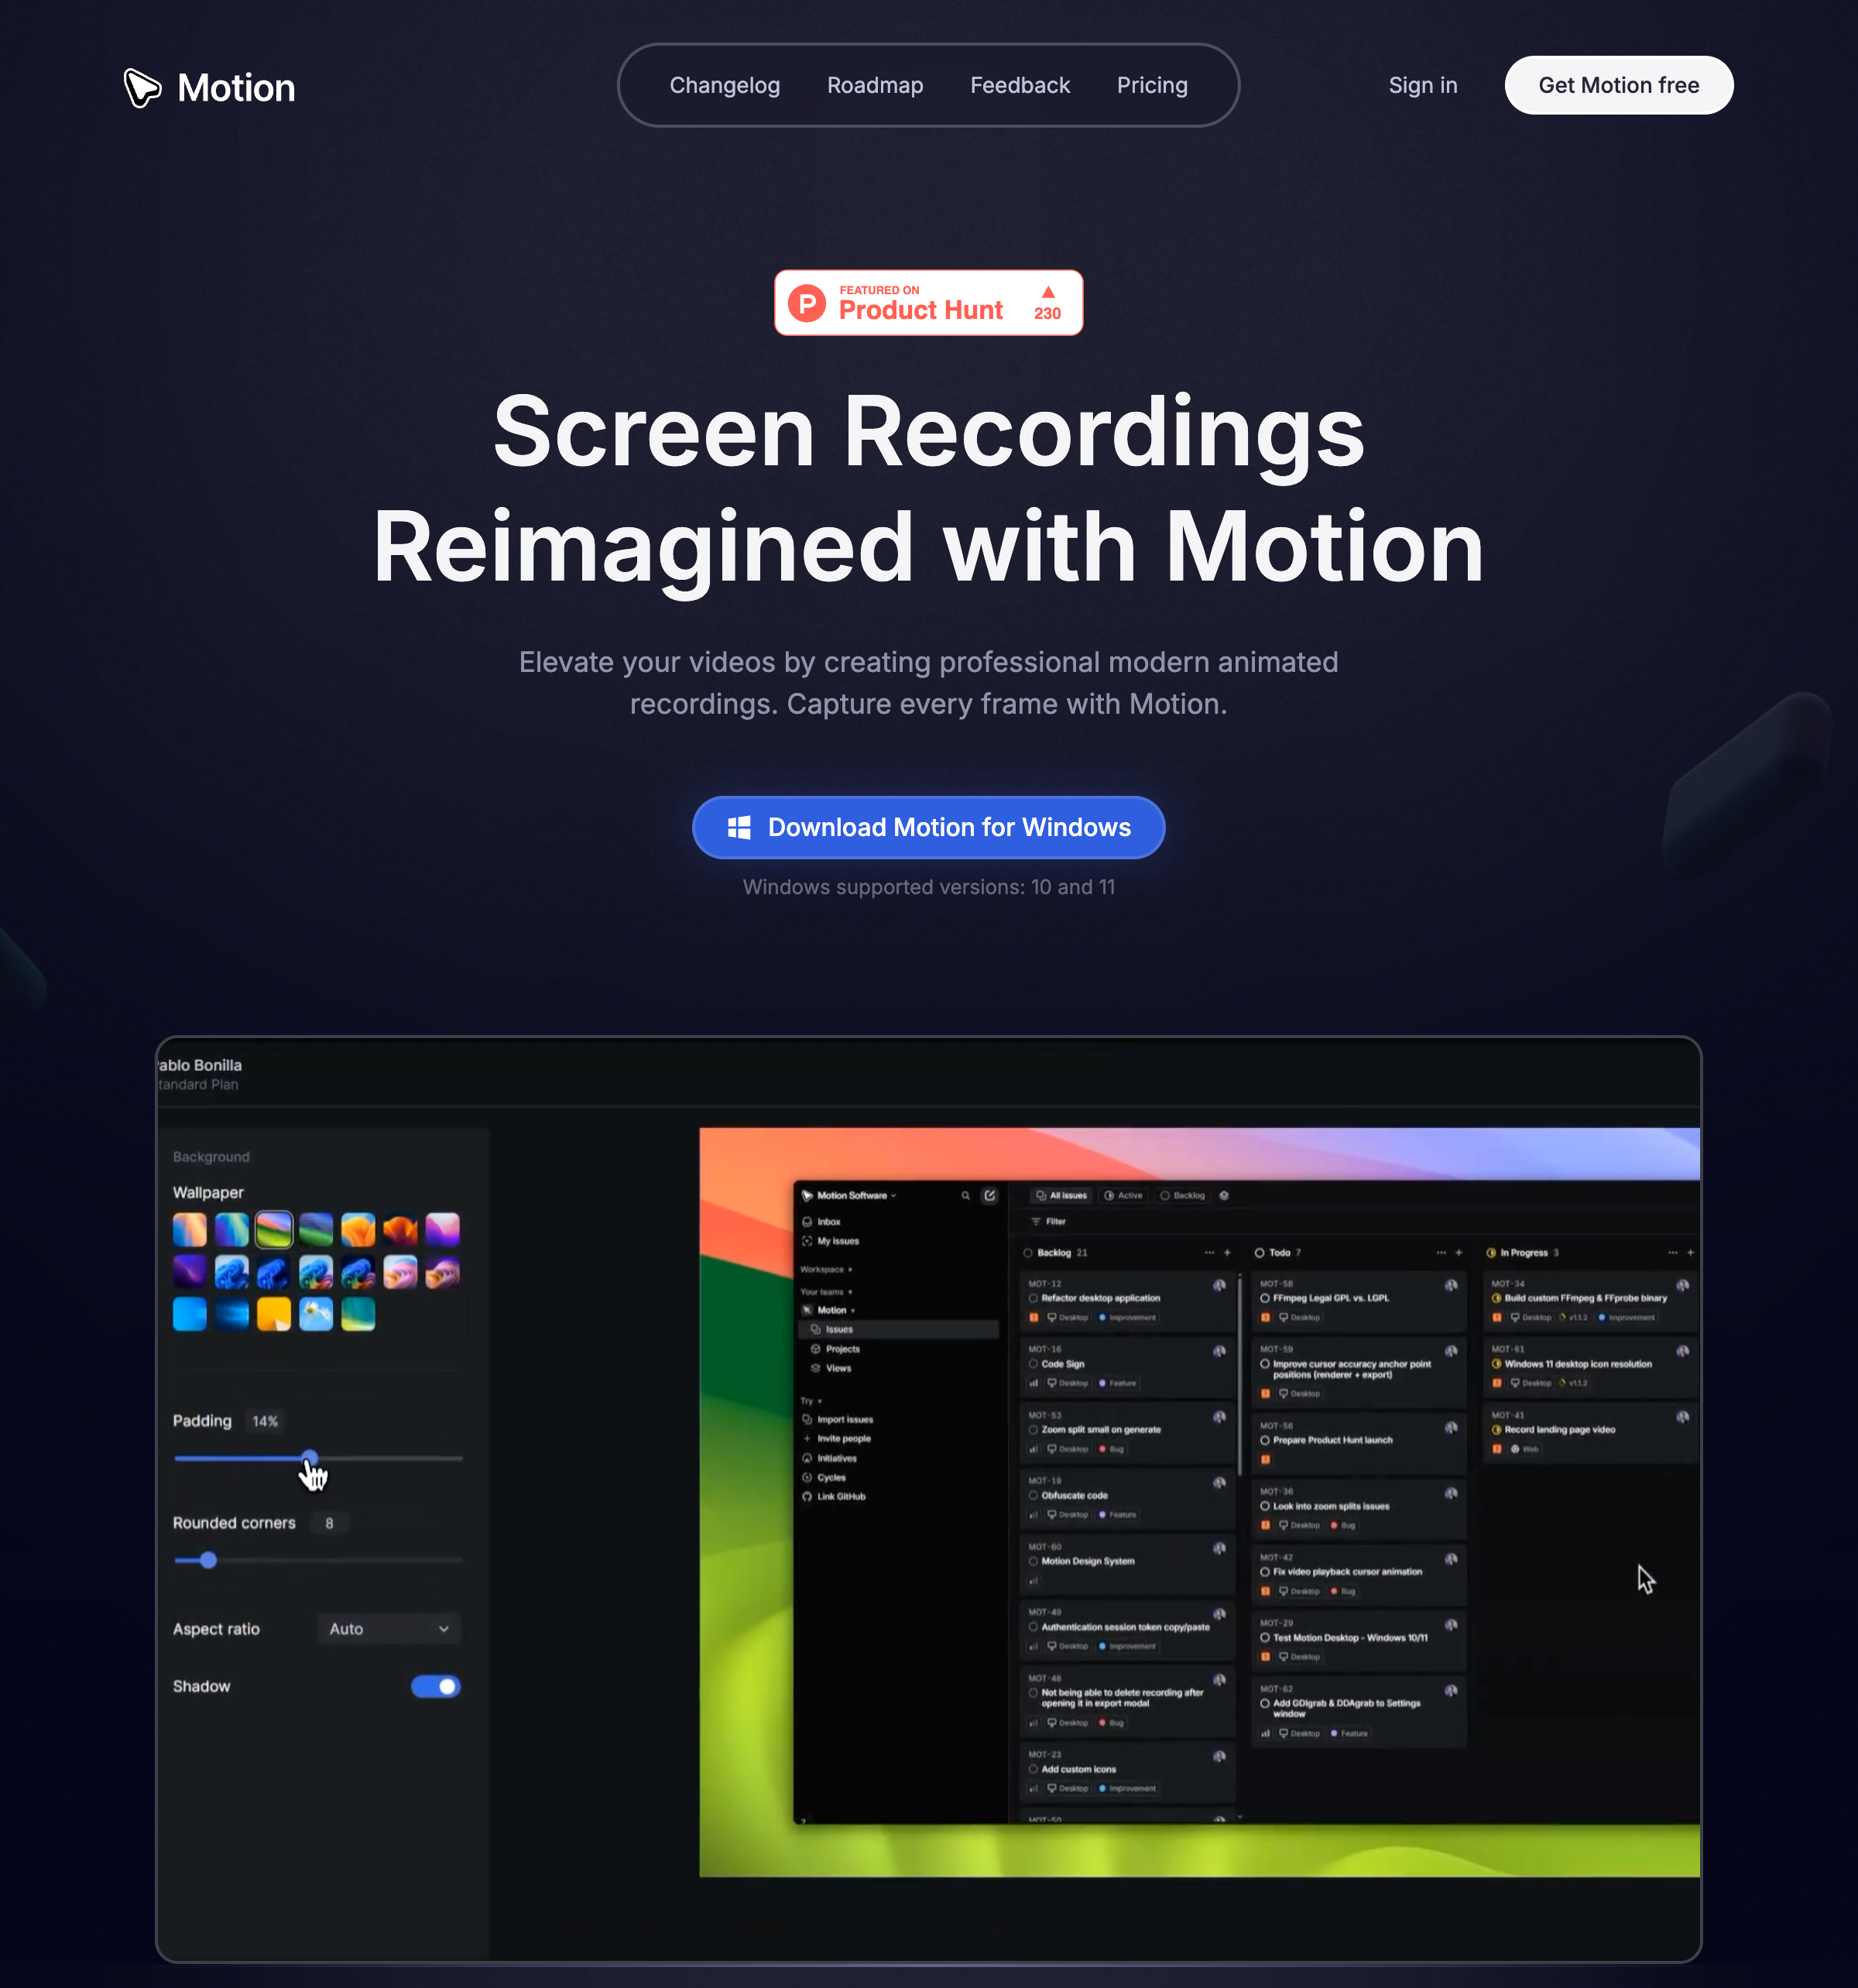 Motion
Changelog
Roadmap
Feedback
Pricing
Sign in
Get Motion free
FEATURED ON
Product Hunt
230
Screen Recordings
Reimagined with Motion
Elevate your videos by creating professional modern animated
recordings. Capture every frame with Motion.
Download Motion for Windows
Windows supported versions: 10 and 11
ablo Bonilla
tandard Plan
Background
Wallpaper
Padding 14%
Rounded corners 8
Aspect ratio Auto
Shadow
Motion Software
Inbox
My issues
Workspace
Your teams
Motion
Issues
Projects
Views
Try
Import issues
Invite people
Initiatives
Cycles
Link GitHub
All issues Active Backlog
Filter
Backlog 21
MOT-12
Refactor desktop application
Desktop Improvement
MOT-16
Code Sign
Desktop Feature
MOT-53
Zoom split small on generate
Desktop Bug
MOT-19
Obfuscate code
Desktop Feature
MOT-60
Motion Design System
MOT-49
Authentication session token copy/paste
Desktop Improvement
MOT-48
Not being able to delete recording after
opening it in export modal
Desktop Bug
MOT-23
Add custom icons
Desktop Improvement
MOT-50
Todo 7
MOT-58
FFmpeg Legal GPL vs. LGPL
Desktop
MOT-59
Improve cursor accuracy anchor point
positions (renderer + export)
Desktop
MOT-56
Prepare Product Hunt launch
MOT-36
Look into zoom splits issues
Desktop Bug
MOT-42
Fix video playback cursor animation
Desktop Bug
MOT-29
Test Motion Desktop - Windows 10/11
Desktop
MOT-62
Add GDIgrab & DDAgrab to Settings
window
Desktop Feature
In Progress 3
MOT-34
Build custom FFmpeg & FFprobe binary
Desktop v1.1.2 Improvement
MOT-61
Windows 11 desktop icon resolution
Desktop v1.1.2
MOT-41
Record landing page video
Web